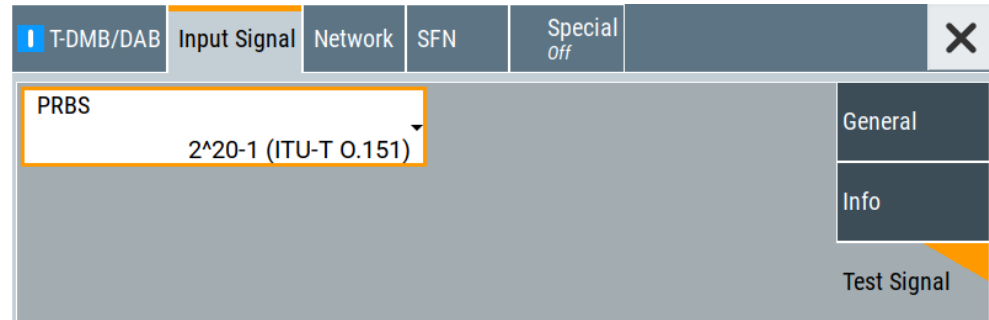 T-DMB/DAB
Input Signal
Network
SFN
Special
Off
PRBS
2^20-1 (ITU-T O.151)
General
Info
Test Signal